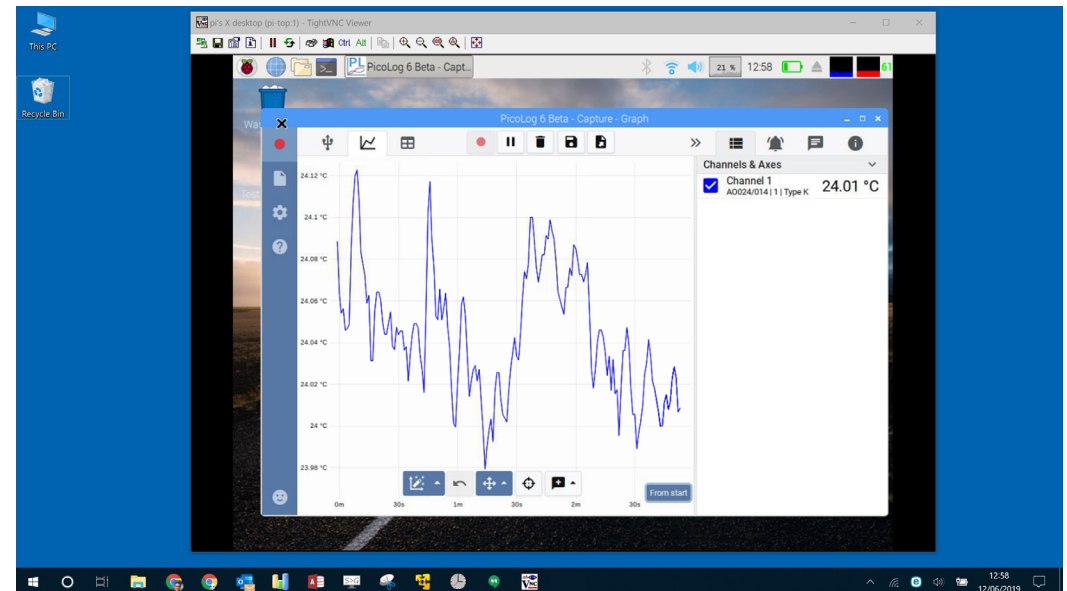 This PC
Recycle Bin
pi's X desktop (pi-top:1) - TightVNC Viewer
Ctrl Alt
PicoLog 6 Beta - Capt...
21 %
12:58
61
PicoLog 6 Beta - Capture - Graph
Channels & Axes
Channel 1
AO024/014 | 1 | Type K
24.01 °C
24.12 °C
24.1 °C
24.08 °C
24.06 °C
24.04 °C
24.02 °C
24 °C
23.98 °C
0m
30s
1m
30s
2m
30s
From start
12:58
12/06/2019